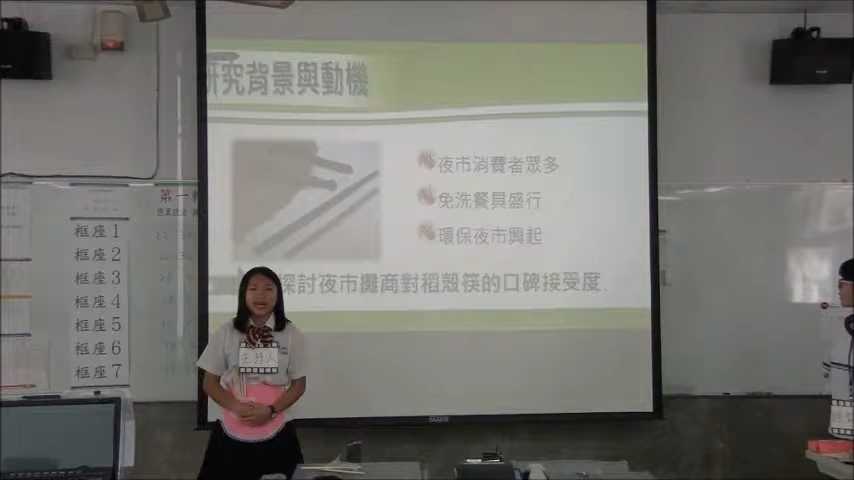 研究背景與動機
夜市消費者眾多
免洗餐具盛行
環保夜市興起
探討夜市攤商對稻殼筷的口碑接受度
第一
框座1
框座2
框座3
框座4
框座5
框座6
框座7
主持人